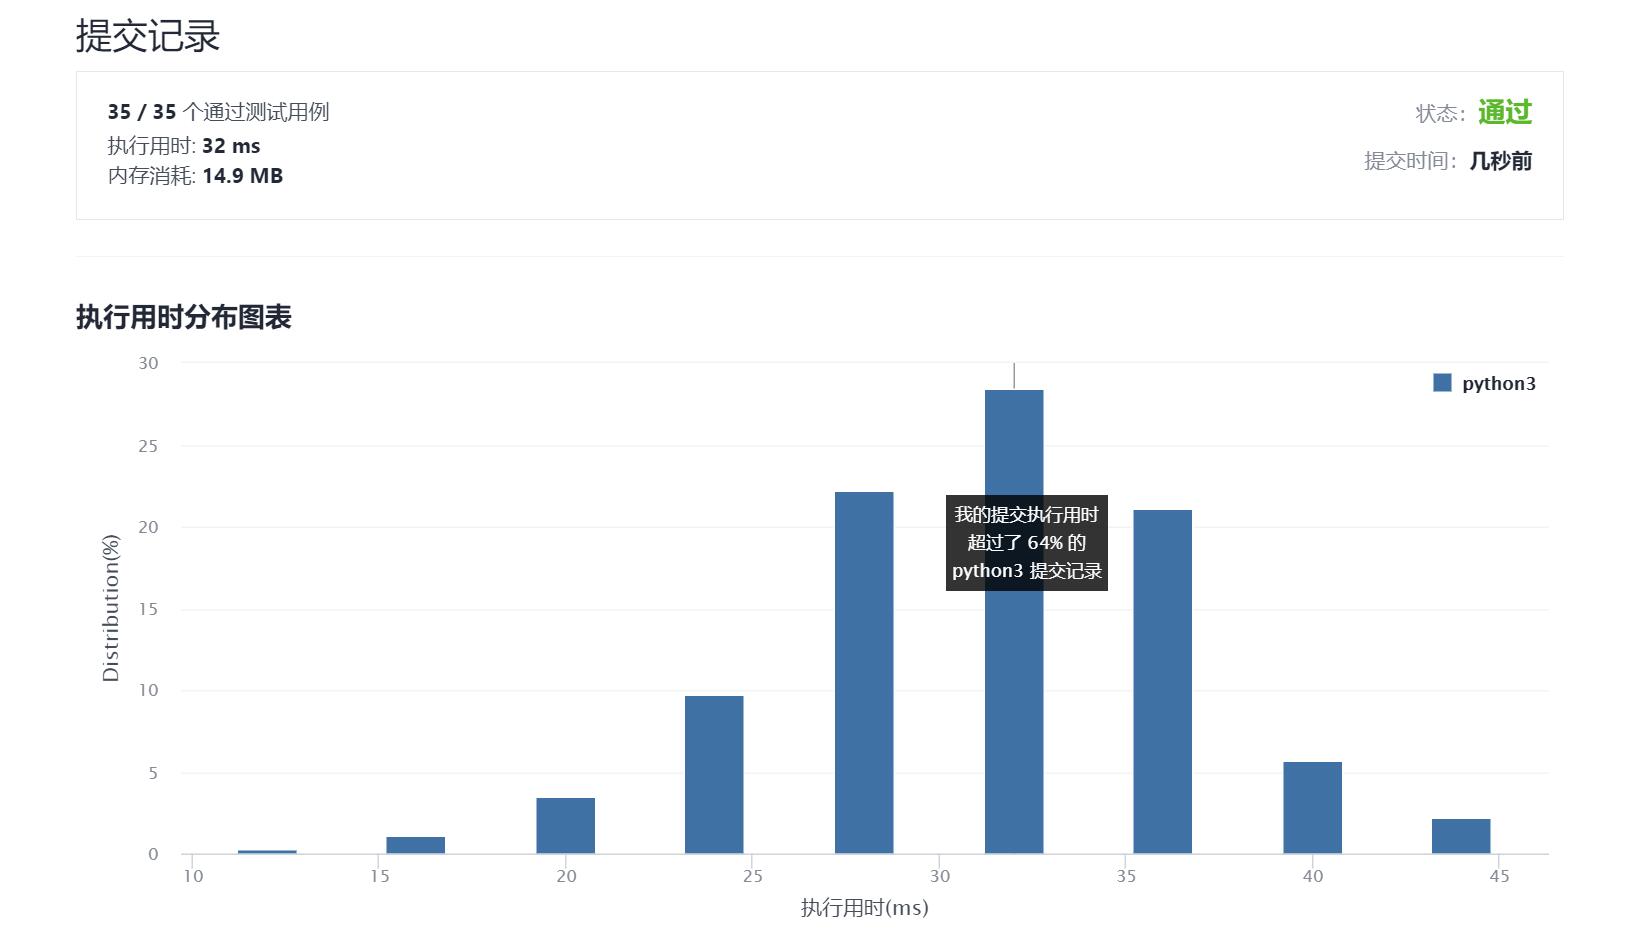 提交记录
35 / 35 个通过测试用例
状态：通过
执行用时: 32 ms
提交时间：几秒前
内存消耗: 14.9 MB
执行用时分布图表
30
python3
25
20
15
10
5
0
Distribution(%)
我的提交执行用时
超过了 64% 的
python3 提交记录
10 15 20 25 30 35 40 45
执行用时(ms)